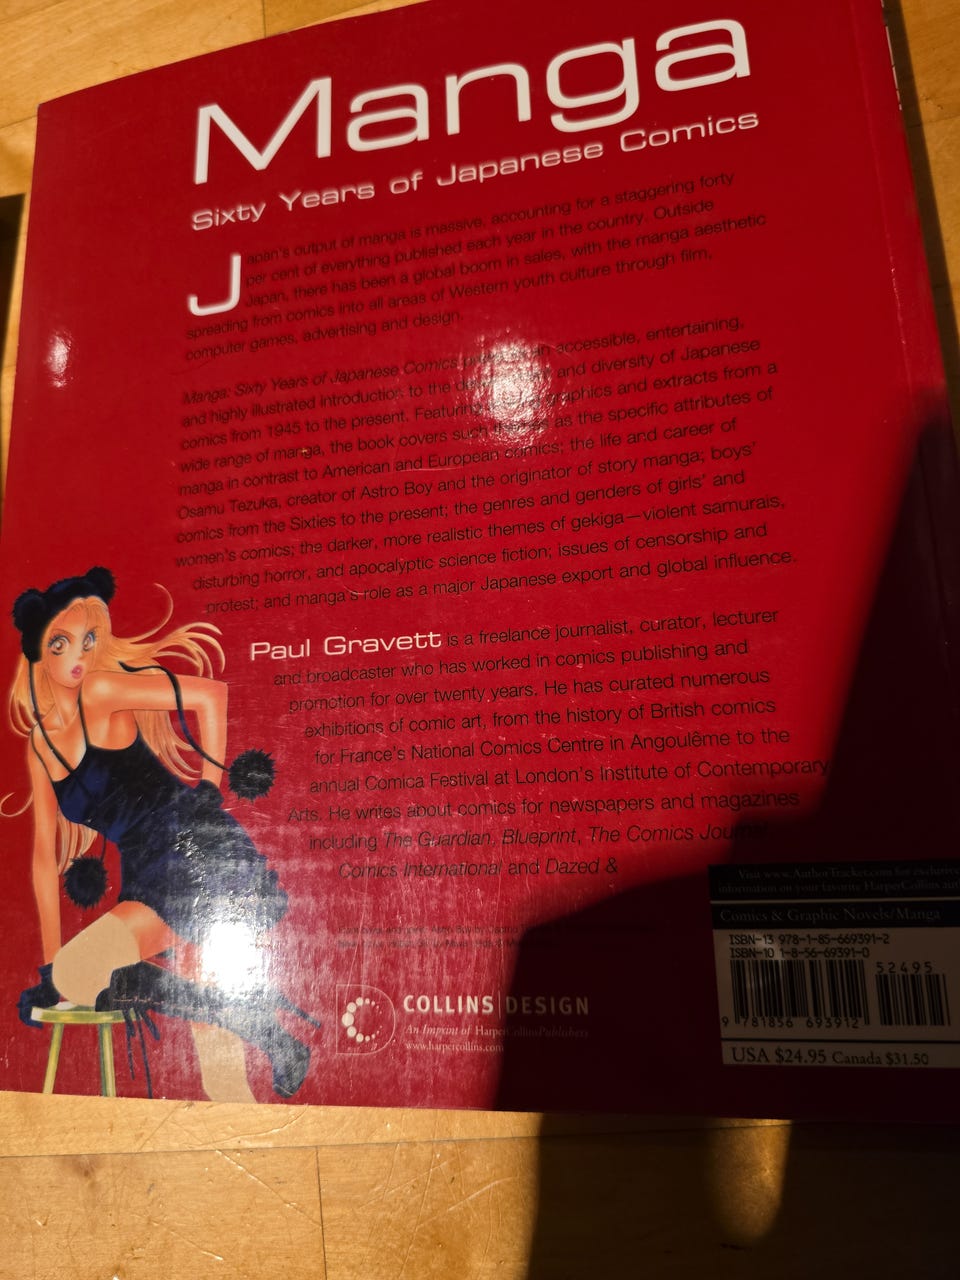 Manga
Sixty Years of Japanese Comics
Japan's output of manga is massive, accounting for a staggering forty
per cent of everything published each year in the country. Outside
Japan, there has been a global boom in sales, with the manga aesthetic
spreading from comics into all areas of Western youth culture through film,
computer games, advertising and design.
Manga: Sixty Years of Japanese Comics an accessible, entertaining,
and highly illustrated introduction to the and diversity of Japanese
comics from 1945 to the present. Featuring graphics and extracts from a
wide range of manga, the book covers such as the specific attributes of
manga in contrast to American and European comics; the life and career of
Osamu Tezuka, creator of Astro Boy and the originator of story manga; boys'
comics from the Sixties to the present; the genres and genders of girls' and
women's comics; the darker, more realistic themes of gekiga—violent samurais,
disturbing horror, and apocalyptic science fiction; issues of censorship and
protest; and manga's role as a major Japanese export and global influence.
Paul Gravett is a freelance journalist, curator, lecturer
and broadcaster who has worked in comics publishing and
promotion for over twenty years. He has curated numerous
exhibitions of comic art, from the history of British comics
for France's National Comics Centre in Angoulême to the
annual Comica Festival at London's Institute of Contemporary
Arts. He writes about comics for newspapers and magazines
including The Guardian, Blueprint, The Comics Journal
Comics International and Dazed &
COLLINS|DESIGN
An Imprint of HarperCollinsPublishers
www.harpercollins.com
Visit www.AuthorTracker.com for exclusive
information on your favorite HarperCollins
Comics & Graphic Novels/Manga
ISBN-13 978-1-85-669391-2
ISBN-10 1-8-56-69391-0
52495
9 781856 693912
USA $24.95 Canada $31.50